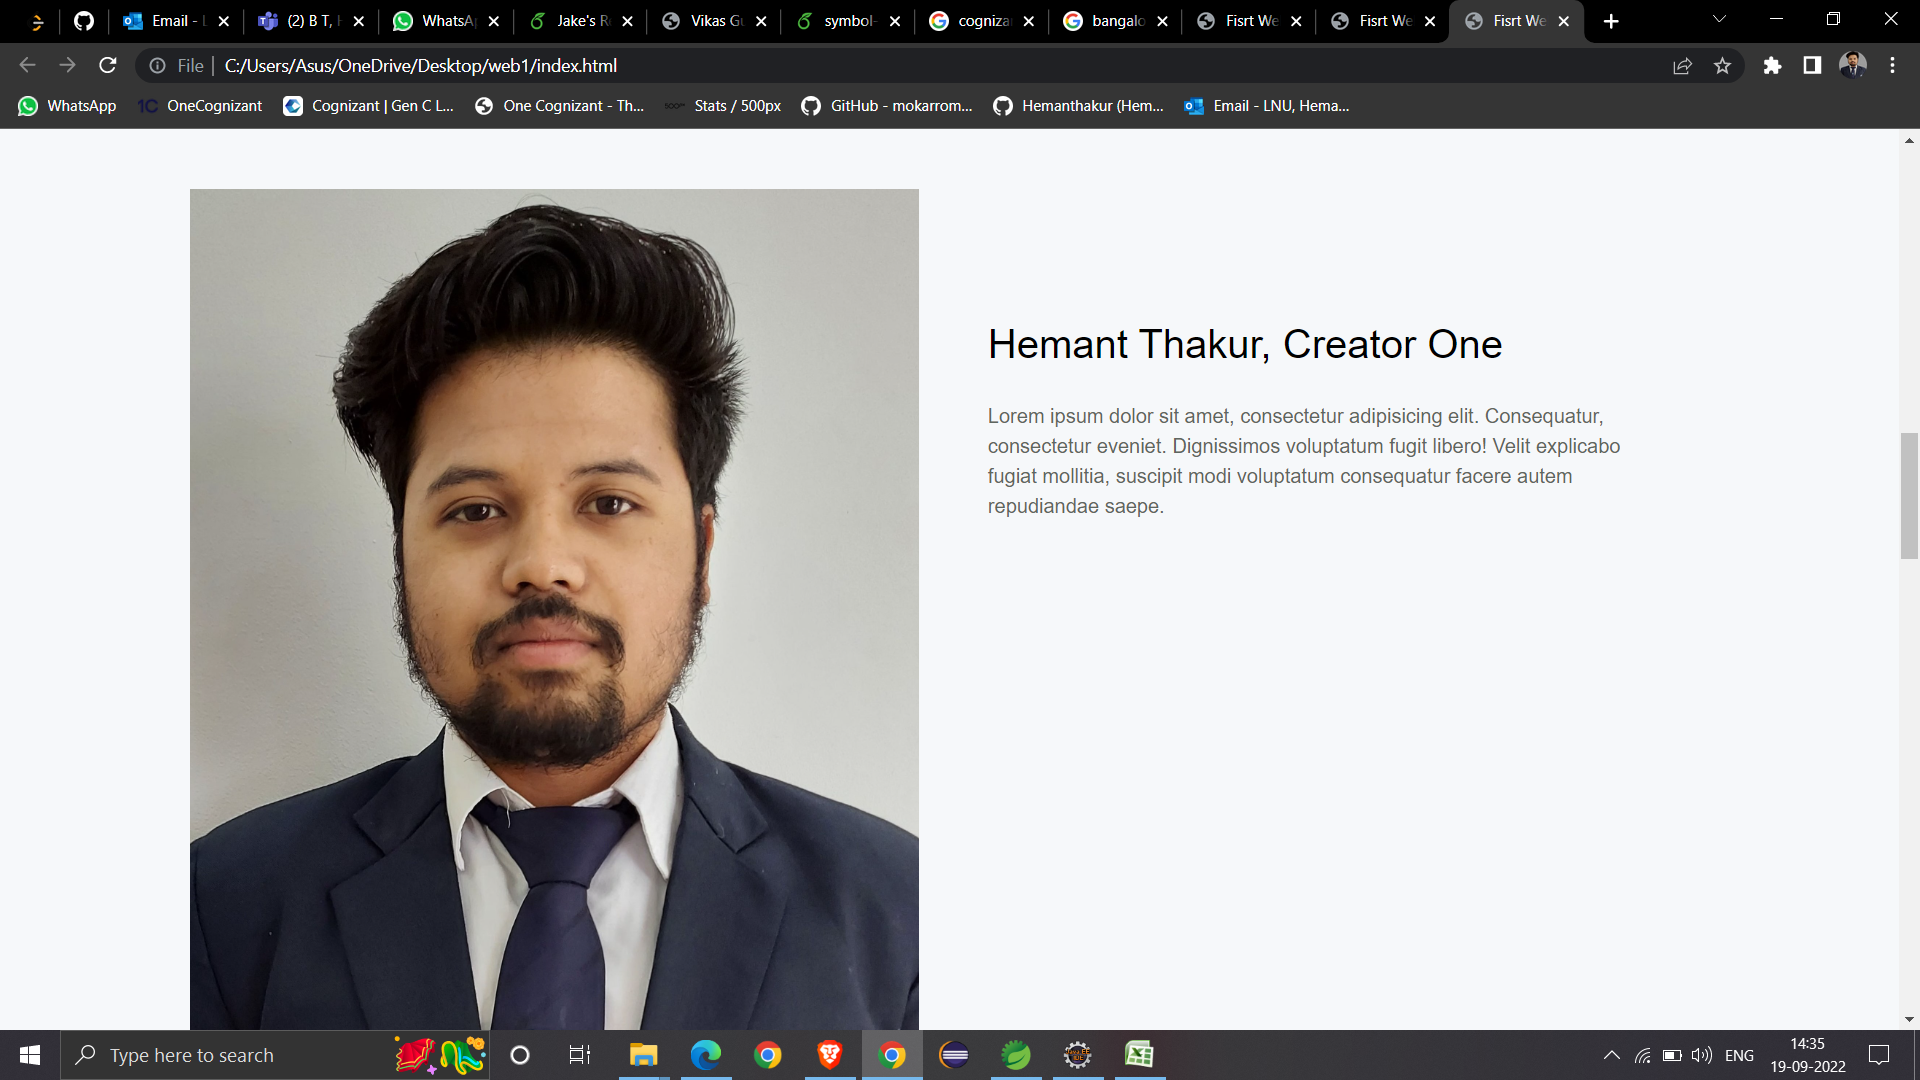 Email - L
(2) B T, H
WhatsAp
Jake's R
Vikas Gu
symbol-
cognizan
bangalo
Fisrt We
Fisrt We
Fisrt We
File
C:/Users/Asus/OneDrive/Desktop/web1/index.html
WhatsApp
1C OneCognizant
Cognizant | Gen C L...
One Cognizant - Th...
Stats / 500px
GitHub - mokarrom...
Hemanthakur (Hem...
Email - LNU, Hema...
Hemant Thakur, Creator One
Lorem ipsum dolor sit amet, consectetur adipisicing elit. Consequatur,
consectetur eveniet. Dignissimos voluptatum fugit libero! Velit explicabo
fugiat mollitia, suscipit modi voluptatum consequatur facere autem
repudiandae saepe.
Type here to search
ENG
14:35
19-09-2022